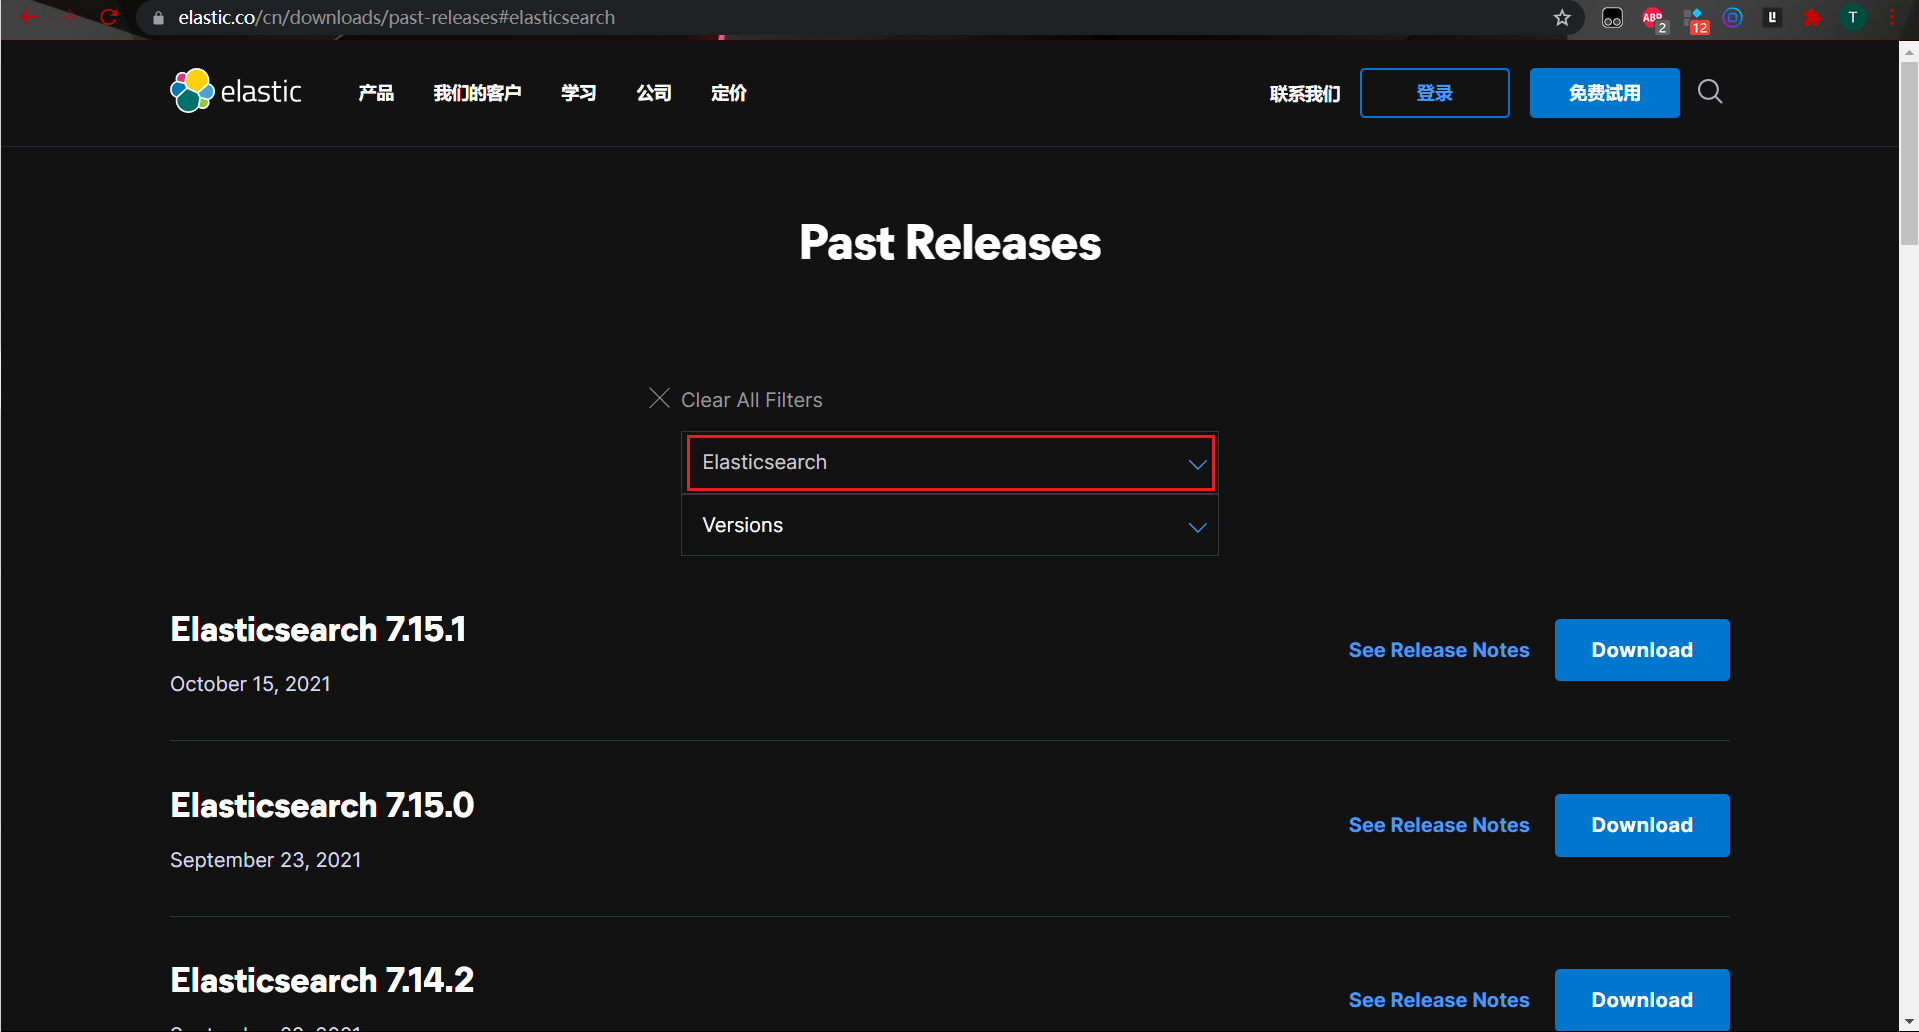 elastic.co/cn/downloads/past-releases#elasticsearch
ABP 2 12 T
elastic 产品 我们的客户 学习 公司 定价 联系我们 登录 免费试用
Past Releases
Clear All Filters
Elasticsearch
Versions
Elasticsearch 7.15.1
October 15, 2021
See Release Notes Download
Elasticsearch 7.15.0
September 23, 2021
See Release Notes Download
Elasticsearch 7.14.2
See Release Notes Download